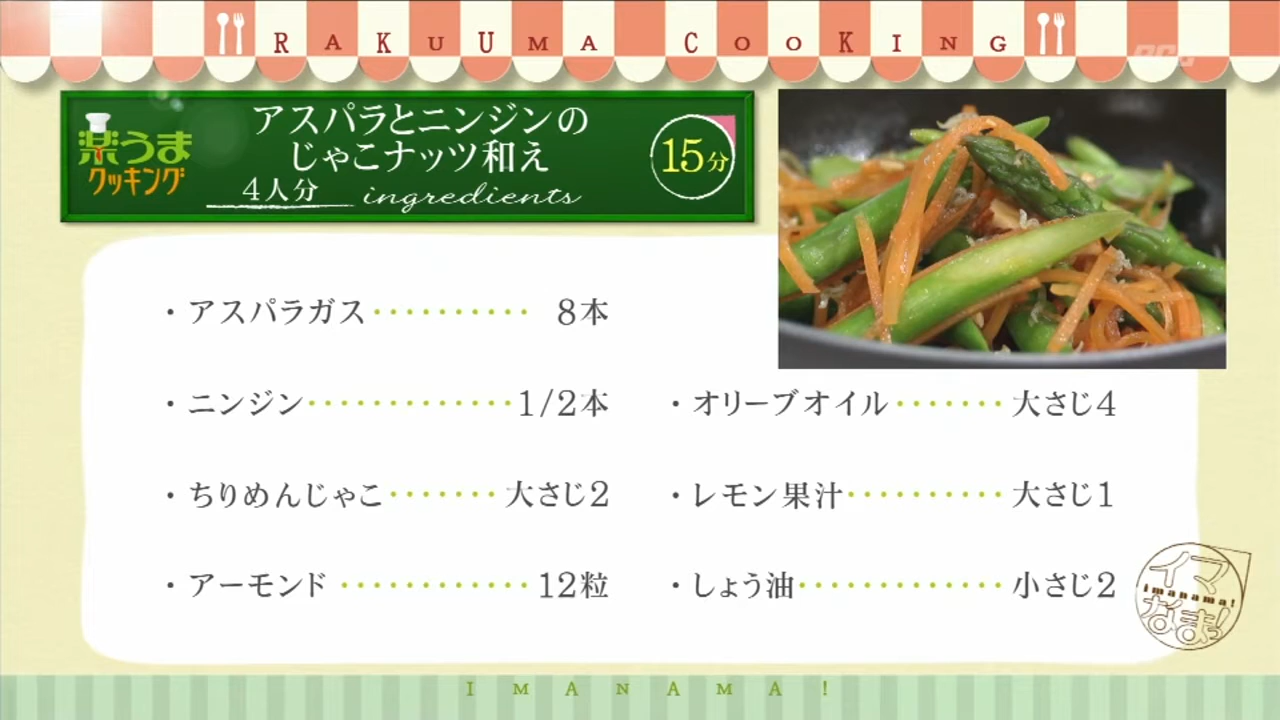 RAKUUMA COOKING
楽うま
クッキング
アスパラとニンジンの
じゃこナッツ和え
4人分 ingredients
15分
・アスパラガス·········· 8本
・ニンジン·············1/2本
・ちりめんじゃこ·······大さじ2
・アーモンド············12粒
・オリーブオイル·······大さじ4
・レモン果汁··········大さじ1
・しょう油·············小さじ2
イマ
imanama!
なまっ!
IMANAMA!